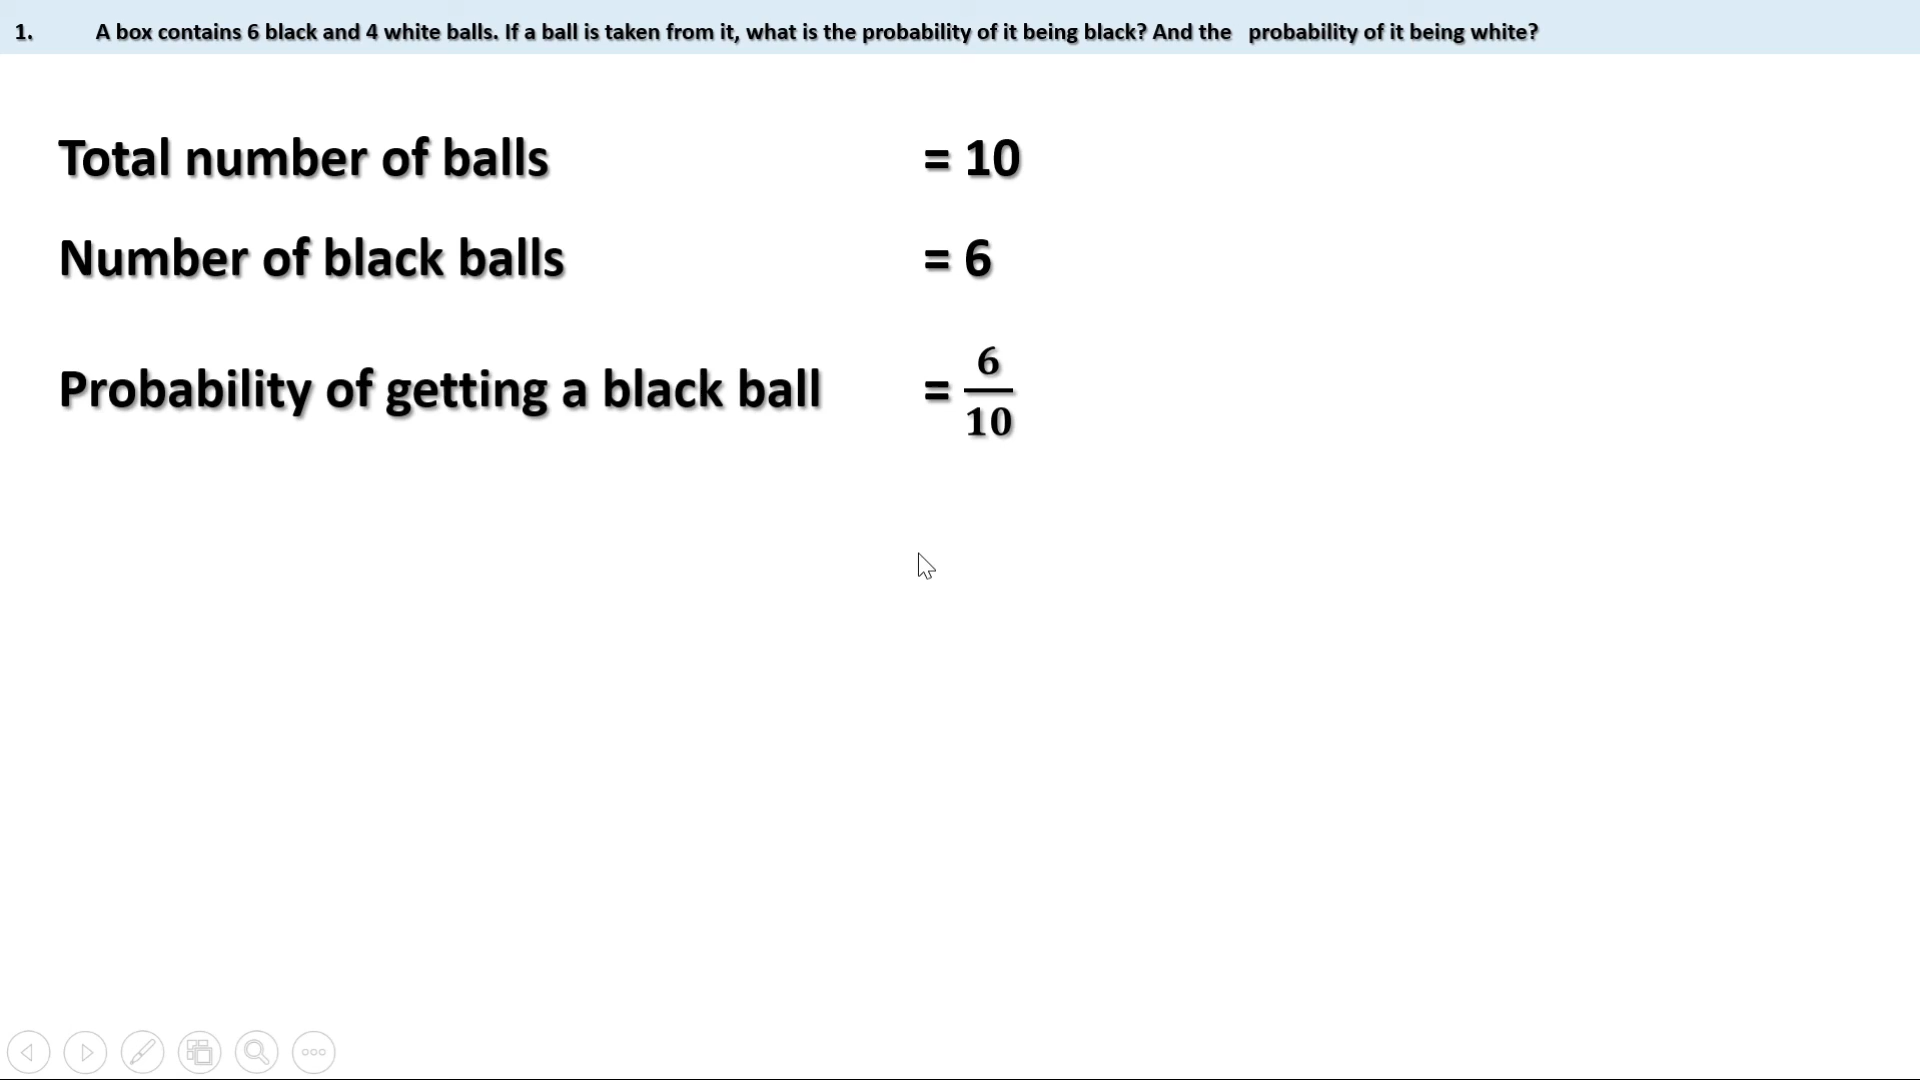 1. A box contains 6 black and 4 white balls. If a ball is taken from it, what is the probability of it being black? And the probability of it being white?
Total number of balls = 10
Number of black balls = 6
Probability of getting a black ball = 6/10